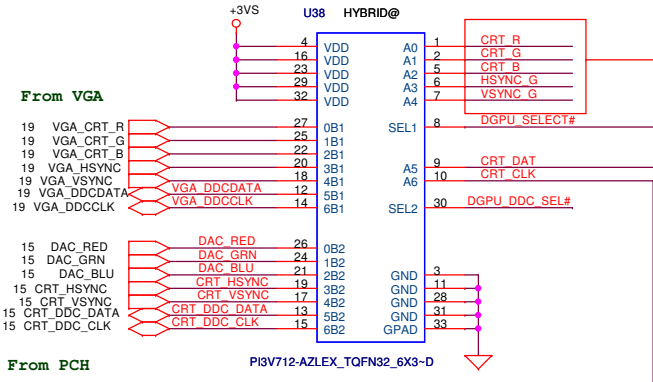 +3VS
U38 HYBRID@
4 VDD A0 1 CRT_R
16 VDD A1 2 CRT_G
23 VDD A2 5 CRT_B
29 VDD A3 6 HSYNC_G
32 VDD A4 7 VSYNC_G
From VGA
19 VGA_CRT_R 27 0B1 SEL1 8 DGPU_SELECT#
19 VGA_CRT_G 25 1B1
19 VGA_CRT_B 22 2B1
19 VGA_HSYNC 20 3B1 A5 9 CRT_DAT
19 VGA_VSYNC 18 4B1 A6 10 CRT_CLK
19 VGA_DDCDATA VGA_DDCDATA 12 5B1
19 VGA_DDCCLK VGA_DDCCLK 14 6B1 SEL2 30 DGPU_DDC_SEL#
15 DAC_RED DAC_RED 26 0B2
15 DAC_GRN DAC_GRN 24 1B2
15 DAC_BLU DAC_BLU 21 2B2 GND 3
15 CRT_HSYNC CRT_HSYNC 19 3B2 GND 11
15 CRT_VSYNC CRT_VSYNC 17 4B2 GND 28
15 CRT_DDC_DATA CRT_DDC_DATA 13 5B2 GND 31
15 CRT_DDC_CLK CRT_DDC_CLK 15 6B2 GPAD 33
From PCH
PI3V712-AZLEX_TQFN32_6X3~D